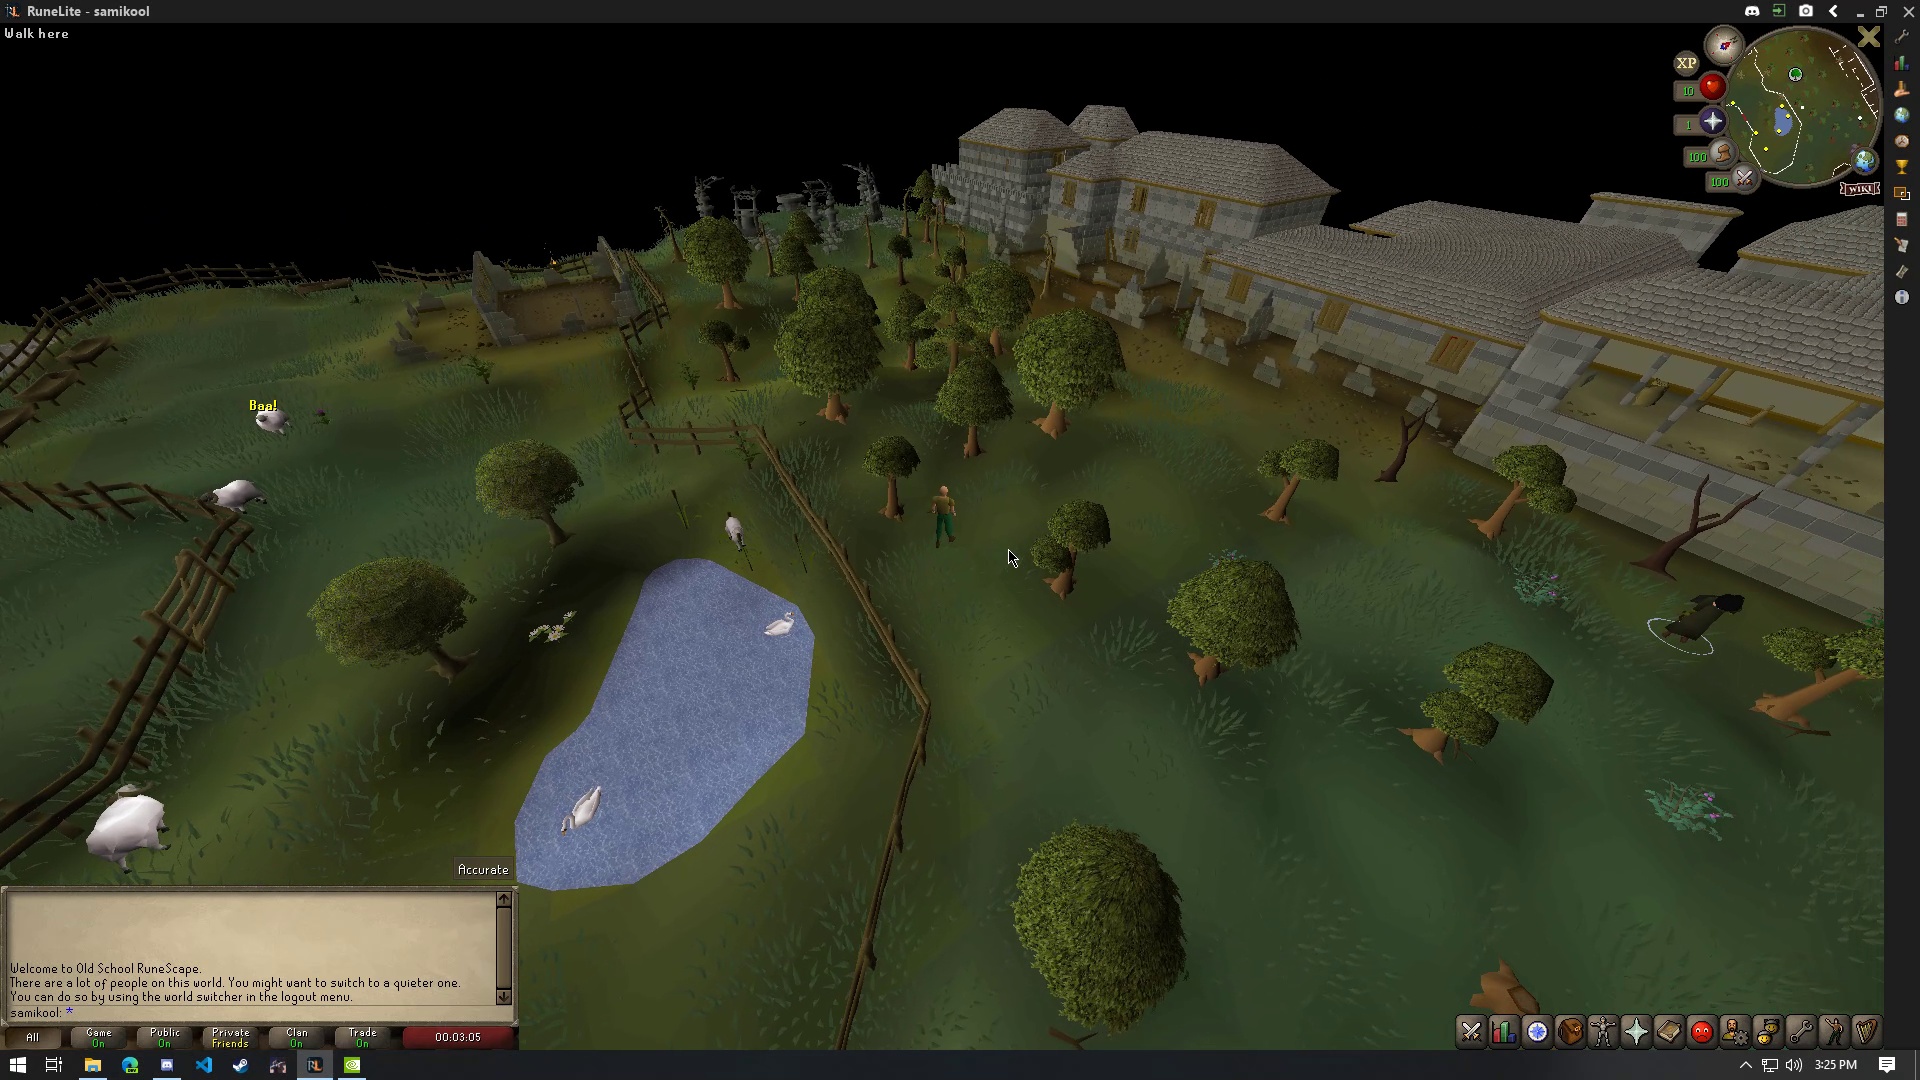 RuneLite - samikool
Walk here
XP
10
1
100
100
WIKI
Baa!
Accurate
Welcome to Old School RuneScape.
There are a lot of people on this world. You might want to switch to a quieter one.
You can do so by using the world switcher in the logout menu.
samikool: *
All
Game
On
Public
On
Private
Friends
Clan
On
Trade
On
00:03:05
3:25 PM